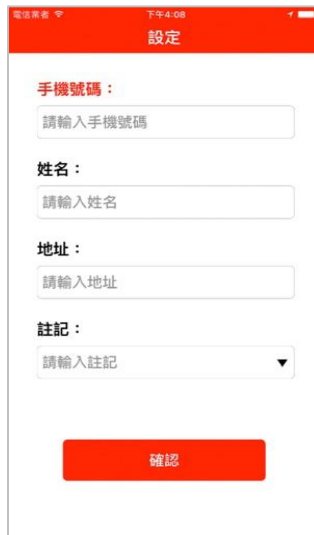 電信業者 下午4:08
設定
手機號碼：
請輸入手機號碼
姓名：
請輸入姓名
地址：
請輸入地址
註記：
請輸入註記
確認